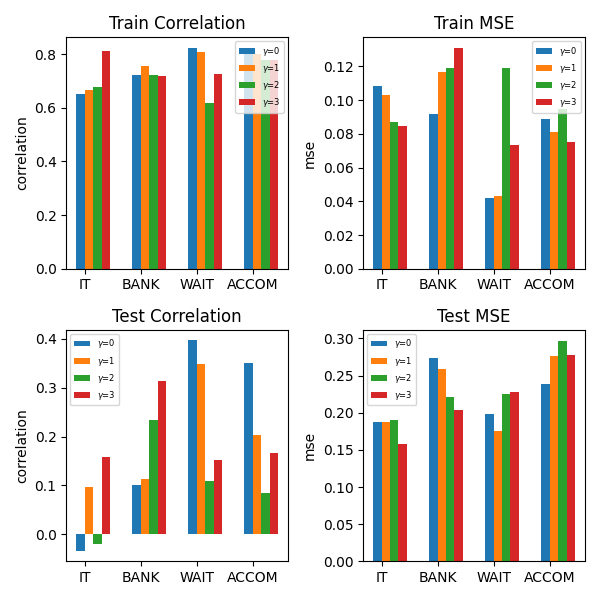 Train Correlation
correlation
0.8
0.6
0.4
0.2
0.0
γ=0
γ=1
γ=2
γ=3
IT BANK WAIT ACCOM
Train MSE
mse
0.12
0.10
0.08
0.06
0.04
0.02
0.00
γ=0
γ=1
γ=2
γ=3
IT BANK WAIT ACCOM
Test Correlation
correlation
0.4
0.3
0.2
0.1
0.0
γ=0
γ=1
γ=2
γ=3
IT BANK WAIT ACCOM
Test MSE
mse
0.30
0.25
0.20
0.15
0.10
0.05
0.00
γ=0
γ=1
γ=2
γ=3
IT BANK WAIT ACCOM